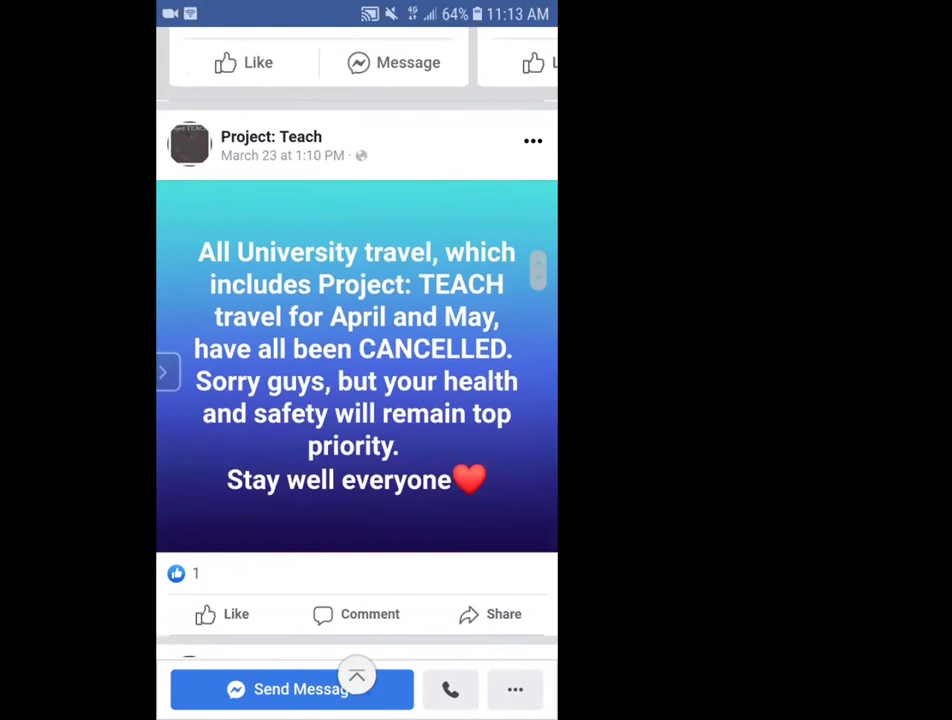 64% 11:13 AM
Like Message
Project: Teach
March 23 at 1:10 PM ·
All University travel, which
includes Project: TEACH
travel for April and May,
have all been CANCELLED.
Sorry guys, but your health
and safety will remain top
priority.
Stay well everyone❤️
1
Like Comment Share
Send Messag